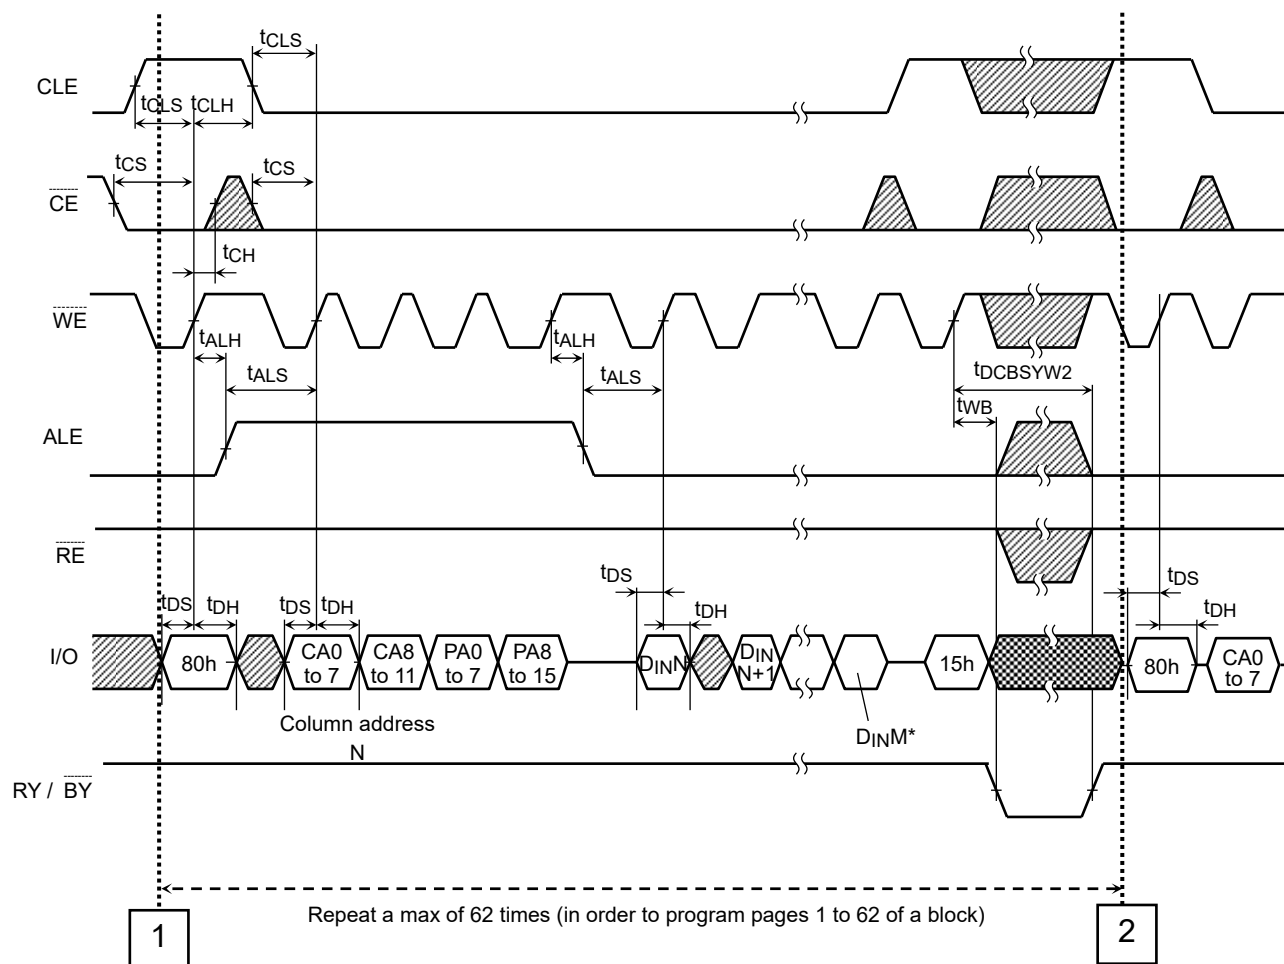 tCLS
CLE
tCLS tCLH
tCS tCS
CE
tCH
WE
tALH tALH
tALS tALS
tDCBSYW2
tWB
ALE
RE
tDS tDS
tDS tDH tDS tDH tDH tDH
I/O
80h
CA0 to 7
CA8 to 11
PA0 to 7
PA8 to 15
DINN
DIN N+1
15h
80h
CA0 to 7
Column address
N
DINM*
RY / BY
Repeat a max of 62 times (in order to program pages 1 to 62 of a block)
1 2